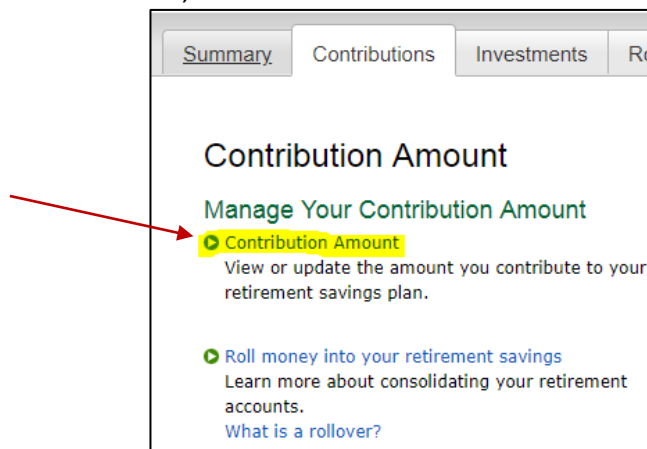 Summary Contributions Investments
Contribution Amount
Manage Your Contribution Amount
Contribution Amount
View or update the amount you contribute to your
retirement savings plan.
Roll money into your retirement savings
Learn more about consolidating your retirement
accounts.
What is a rollover?